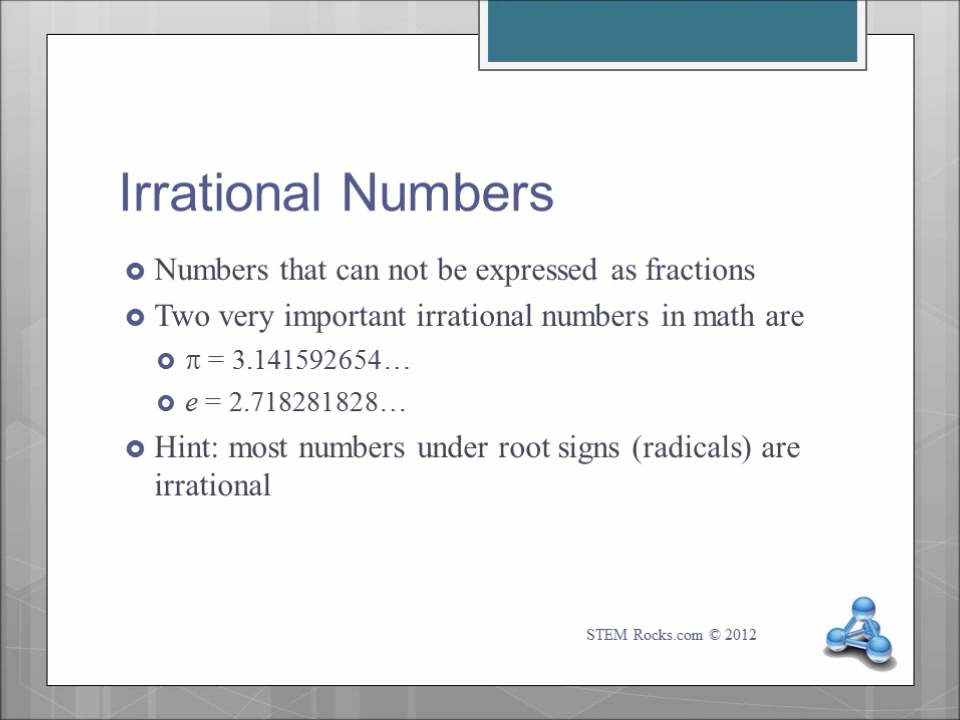 Irrational Numbers
Numbers that can not be expressed as fractions
Two very important irrational numbers in math are
π = 3.141592654…
e = 2.718281828…
Hint: most numbers under root signs (radicals) are
irrational
STEM Rocks.com © 2012